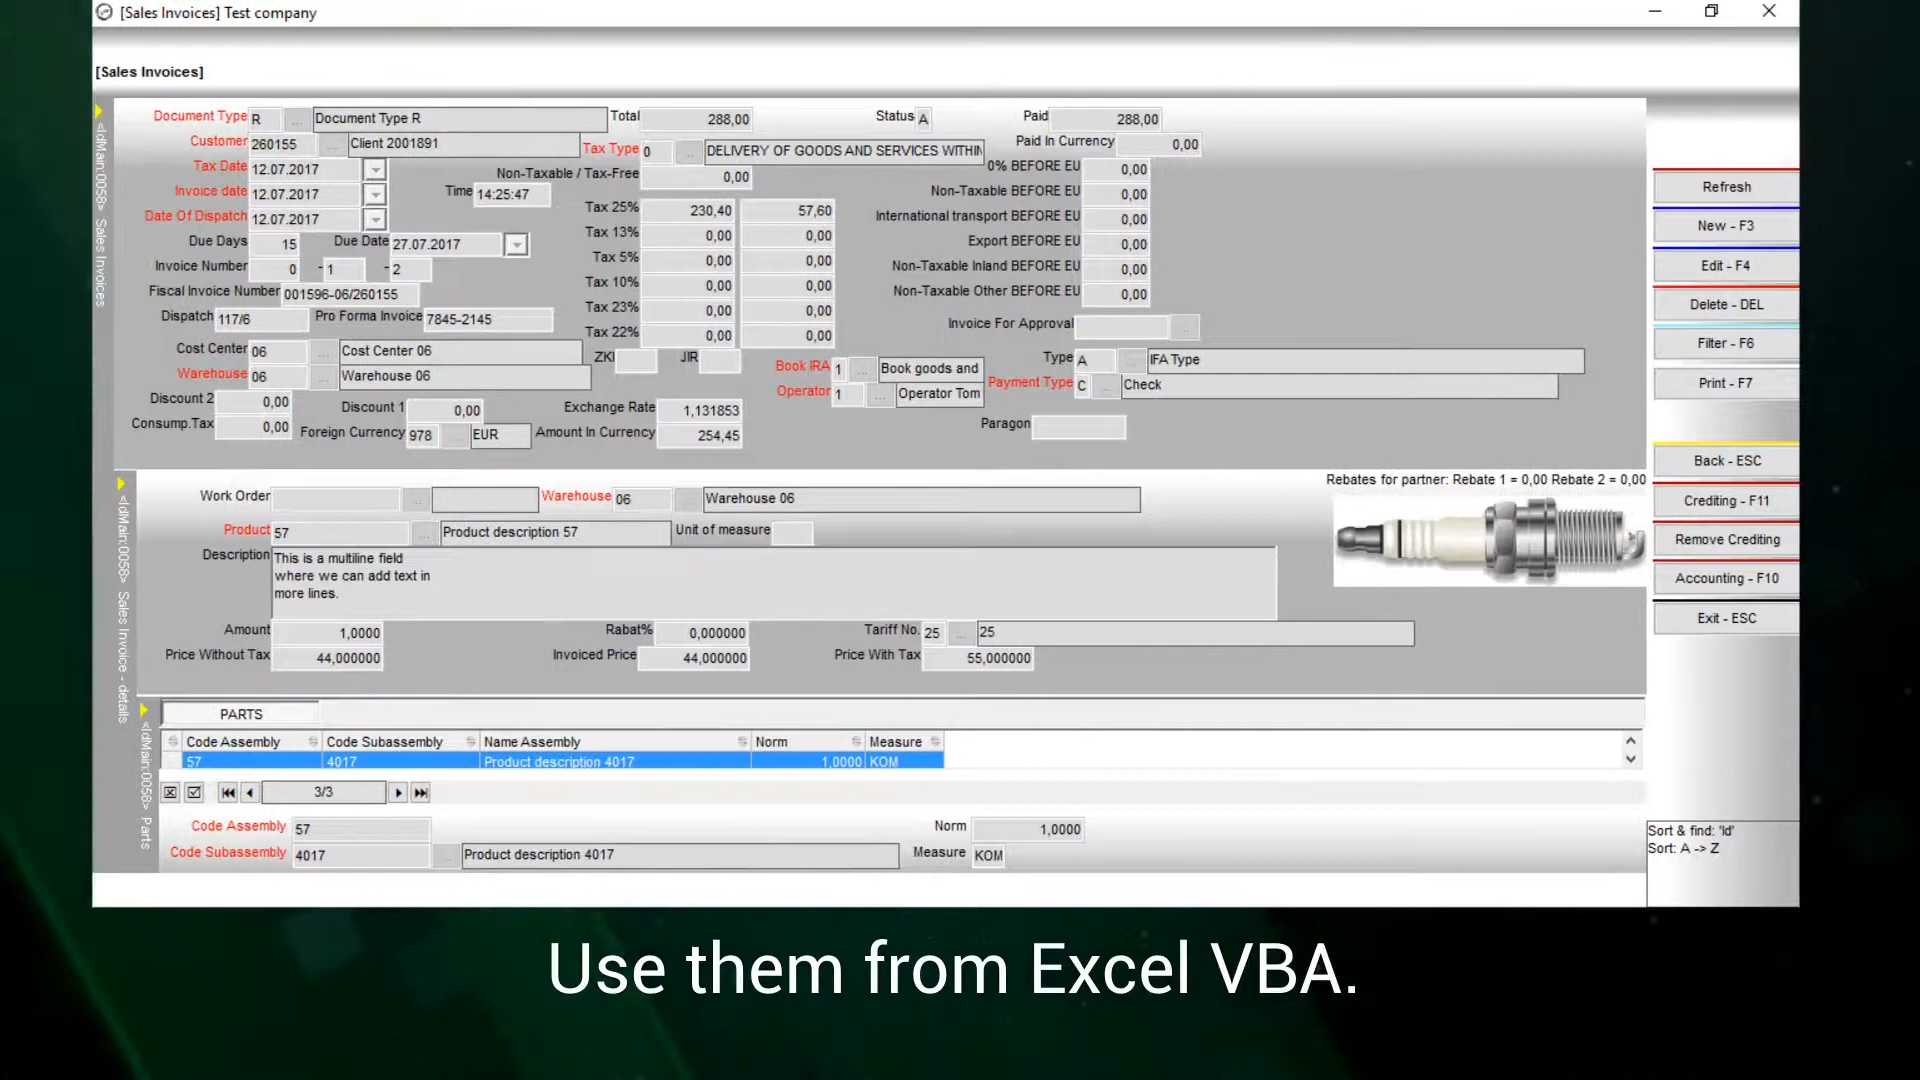 [Sales Invoices] Test company
[Sales Invoices]
<IdMain:0058> Sales Invoices
Document Type R ... Document Type R Total 288,00 Status A Paid 288,00
Customer 260155 ... Client 2001891 Tax Type 0 ... DELIVERY OF GOODS AND SERVICES WITHIN Paid In Currency 0,00
Tax Date 12.07.2017 Non-Taxable / Tax-Free 0,00 0% BEFORE EU 0,00
Invoice date 12.07.2017 Time 14:25:47 Non-Taxable BEFORE EU 0,00
Date Of Dispatch 12.07.2017 Tax 25% 230,40 57,60 International transport BEFORE EU 0,00
Due Days 15 Due Date 27.07.2017 Tax 13% 0,00 0,00 Export BEFORE EU 0,00
Invoice Number 0 -1 -2 Tax 5% 0,00 0,00 Non-Taxable Inland BEFORE EU 0,00
Fiscal Invoice Number 001596-06/260155 Tax 10% 0,00 0,00 Non-Taxable Other BEFORE EU 0,00
Dispatch 117/6 Pro Forma Invoice 7845-2145 Tax 23% 0,00 0,00 Invoice For Approval ...
Tax 22% 0,00 0,00
Cost Center 06 ... Cost Center 06 ZKI JIR Type A ... IFA Type
Warehouse 06 ... Warehouse 06 Book IRA 1 ... Book goods and Payment Type C ... Check
Discount 2 0,00 Discount 1 0,00 Exchange Rate 1,131853 Operator 1 ... Operator Tom
Consump.Tax 0,00 Foreign Currency 978 ... EUR Amount In Currency 254,45 Paragon
Refresh
New - F3
Edit - F4
Delete - DEL
Filter - F6
Print - F7
Back - ESC
Crediting - F11
Remove Crediting
Accounting - F10
Exit - ESC
<IdMain:0058> Sales Invoice - details
Rebates for partner: Rebate 1 = 0,00 Rebate 2 = 0,00
Work Order ... Warehouse 06 ... Warehouse 06
Product 57 ... Product description 57 Unit of measure
Description This is a multiline field
where we can add text in
more lines.
Amount 1,0000 Rabat% 0,000000 Tariff No. 25 ... 25
Price Without Tax 44,000000 Invoiced Price 44,000000 Price With Tax 55,000000
<IdMain:0058> Parts
PARTS
Code Assembly Code Subassembly Name Assembly Norm Measure
57 4017 Product description 4017 1,0000 KOM
3/3
Code Assembly 57 Norm 1,0000
Code Subassembly 4017 ... Product description 4017 Measure KOM
Sort & find: 'Id'
Sort: A -> Z
Use them from Excel VBA.